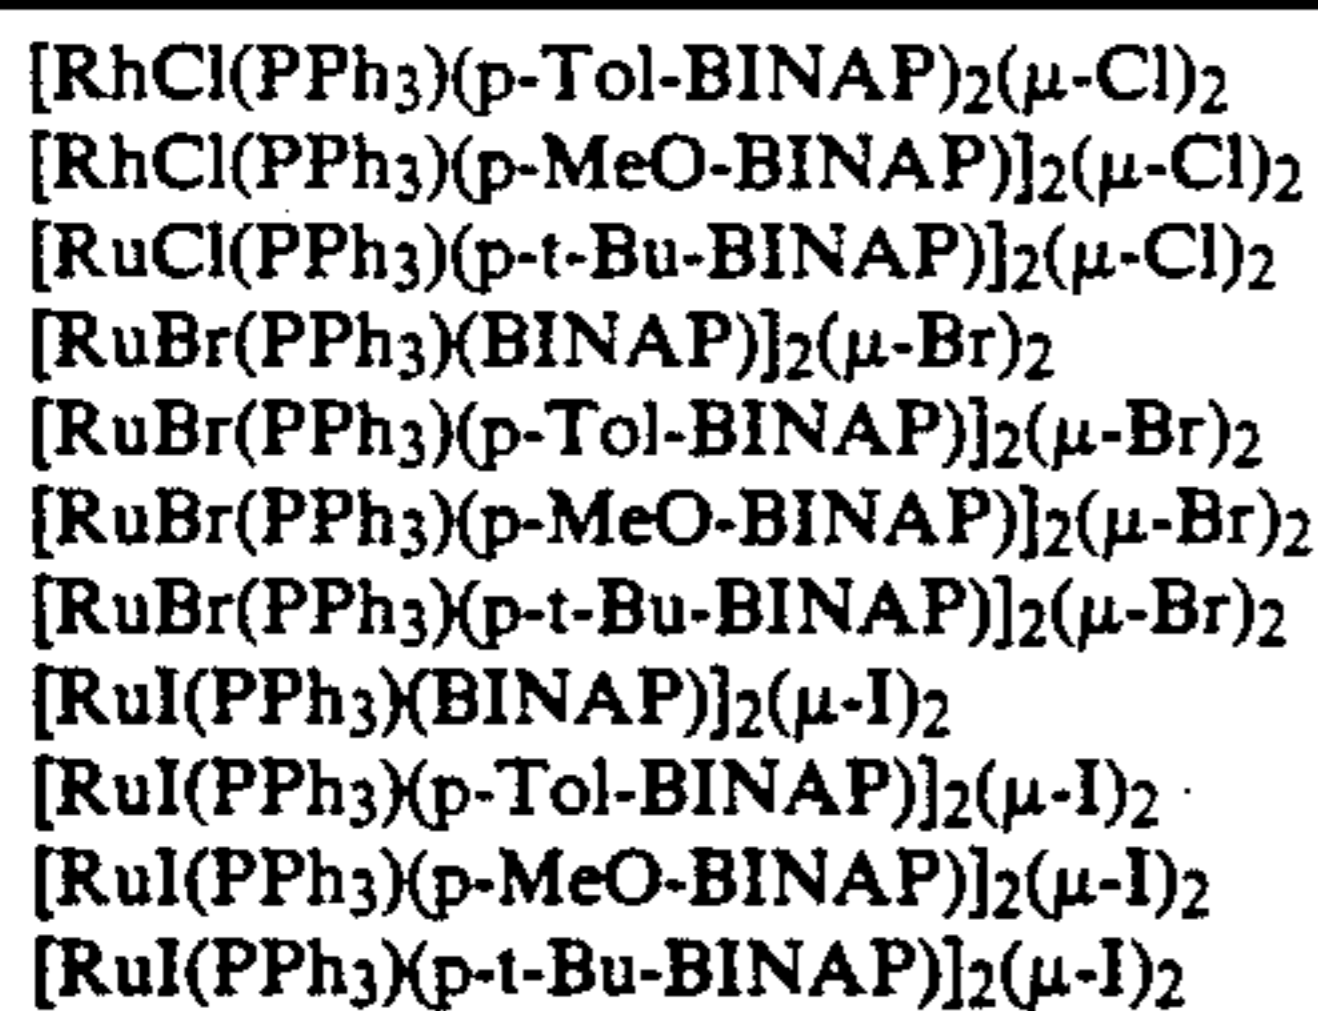 [RhCl(PPh3)(p-Tol-BINAP)2(μ-Cl)2
[RhCl(PPh3)(p-MeO-BINAP)]2(μ-Cl)2
[RuCl(PPh3)(p-t-Bu-BINAP)]2(μ-Cl)2
[RuBr(PPh3)(BINAP)]2(μ-Br)2
[RuBr(PPh3)(p-Tol-BINAP)]2(μ-Br)2
[RuBr(PPh3)(p-MeO-BINAP)]2(μ-Br)2
[RuBr(PPh3)(p-t-Bu-BINAP)]2(μ-Br)2
[RuI(PPh3)(BINAP)]2(μ-I)2
[RuI(PPh3)(p-Tol-BINAP)]2(μ-I)2
[RuI(PPh3)(p-MeO-BINAP)]2(μ-I)2
[RuI(PPh3)(p-t-Bu-BINAP)]2(μ-I)2